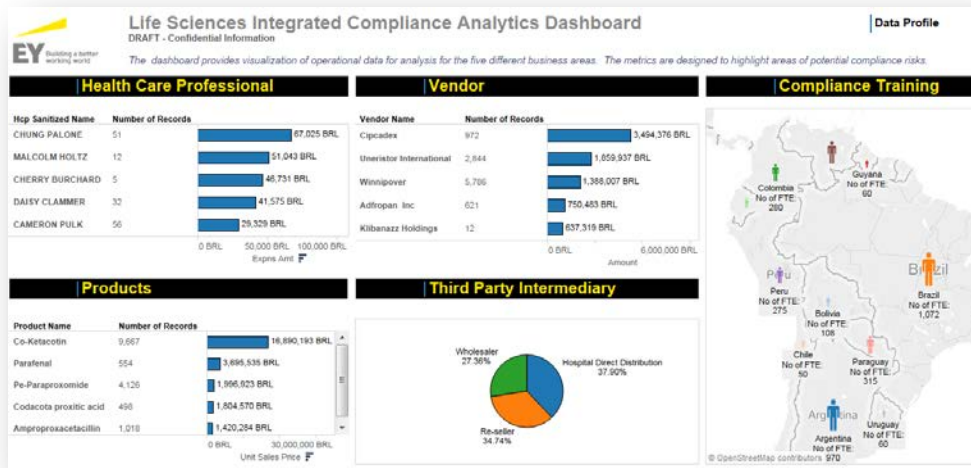 Life Sciences Integrated Compliance Analytics Dashboard
Data Profile
DRAFT - Confidential Information
EY Building a better working world
The dashboard provides visualization of operational data for analysis for the five different business areas. The metrics are designed to highlight areas of potential compliance risks.
Health Care Professional
Hcp Sanitized Name Number of Records
CHUNG PALONE 51 67,025 BRL
MALCOLM HOLTZ 12 51,043 BRL
CHERRY BURCHARD 5 46,731 BRL
DAISY CLAMMER 32 41,575 BRL
CAMERON PULK 56 29,329 BRL
0 BRL 50,000 BRL 100,000 BRL
Expns Amt
Vendor
Vendor Name Number of Records
Cipcadex 972 3,494,376 BRL
Uneristor International 2,844 1,659,937 BRL
Winnipover 5,786 1,388,007 BRL
Adfropan Inc 621 750,483 BRL
Klibanazz Holdings 12 637,319 BRL
0 BRL 6,000,000 BRL
Amount
Compliance Training
Guyana
No of FTE:
60
Colombia
No of FTE:
280
Peru
Peru
No of FTE:
275
Brazil
Brazil
No of FTE:
1,072
Bolivia
No of FTE:
108
Chile
No of FTE:
50
Paraguay
No of FTE:
315
Argentina
Argentina
No of FTE:
970
Uruguay
No of FTE:
60
© OpenStreetMap contributors
Products
Product Name Number of Records
Co-Ketacotin 9,667 16,890,193 BRL
Parafenal 554 3,695,535 BRL
Pe-Paraproxomide 4,126 1,996,923 BRL
Codacota proxitic acid 498 1,804,570 BRL
Amproproxacetacillin 1,018 1,420,284 BRL
0 BRL 30,000,000 BRL
Unit Sales Price
Third Party Intermediary
Wholesaler
27.36%
Hospital Direct Distribution
37.90%
Re-seller
34.74%